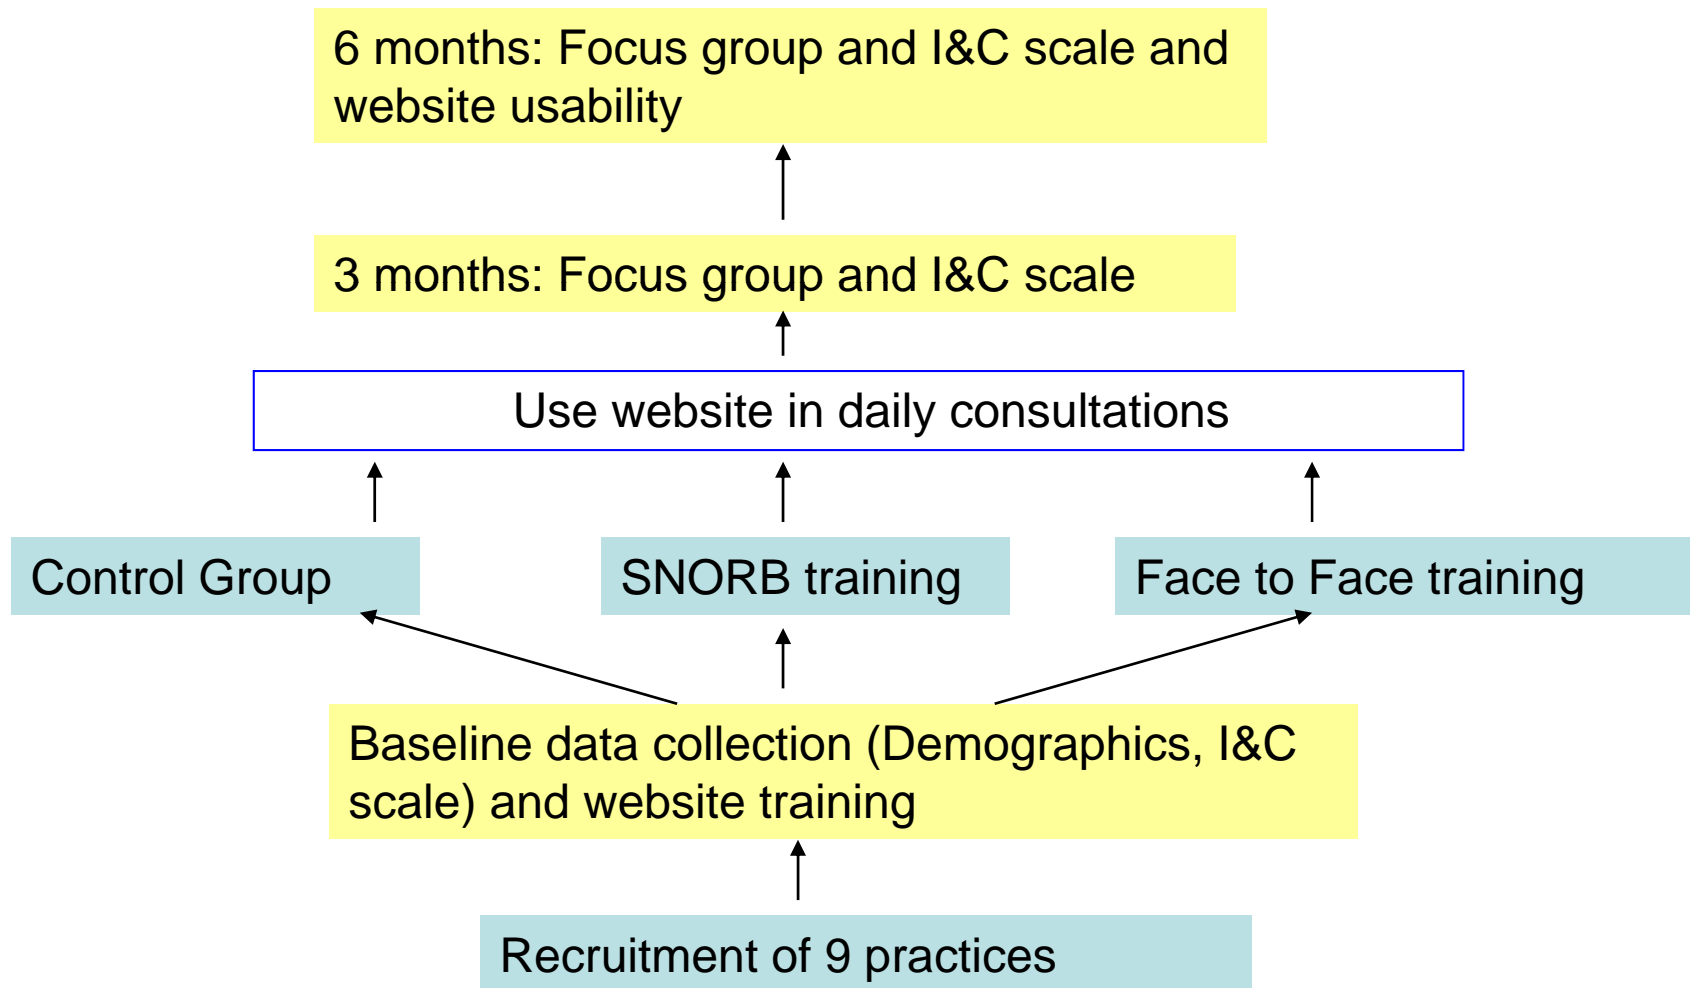 6 months: Focus group and I&C scale and
website usability
3 months: Focus group and I&C scale
Use website in daily consultations
Control Group
SNORB training
Face to Face training
Baseline data collection (Demographics, I&C
scale) and website training
Recruitment of 9 practices